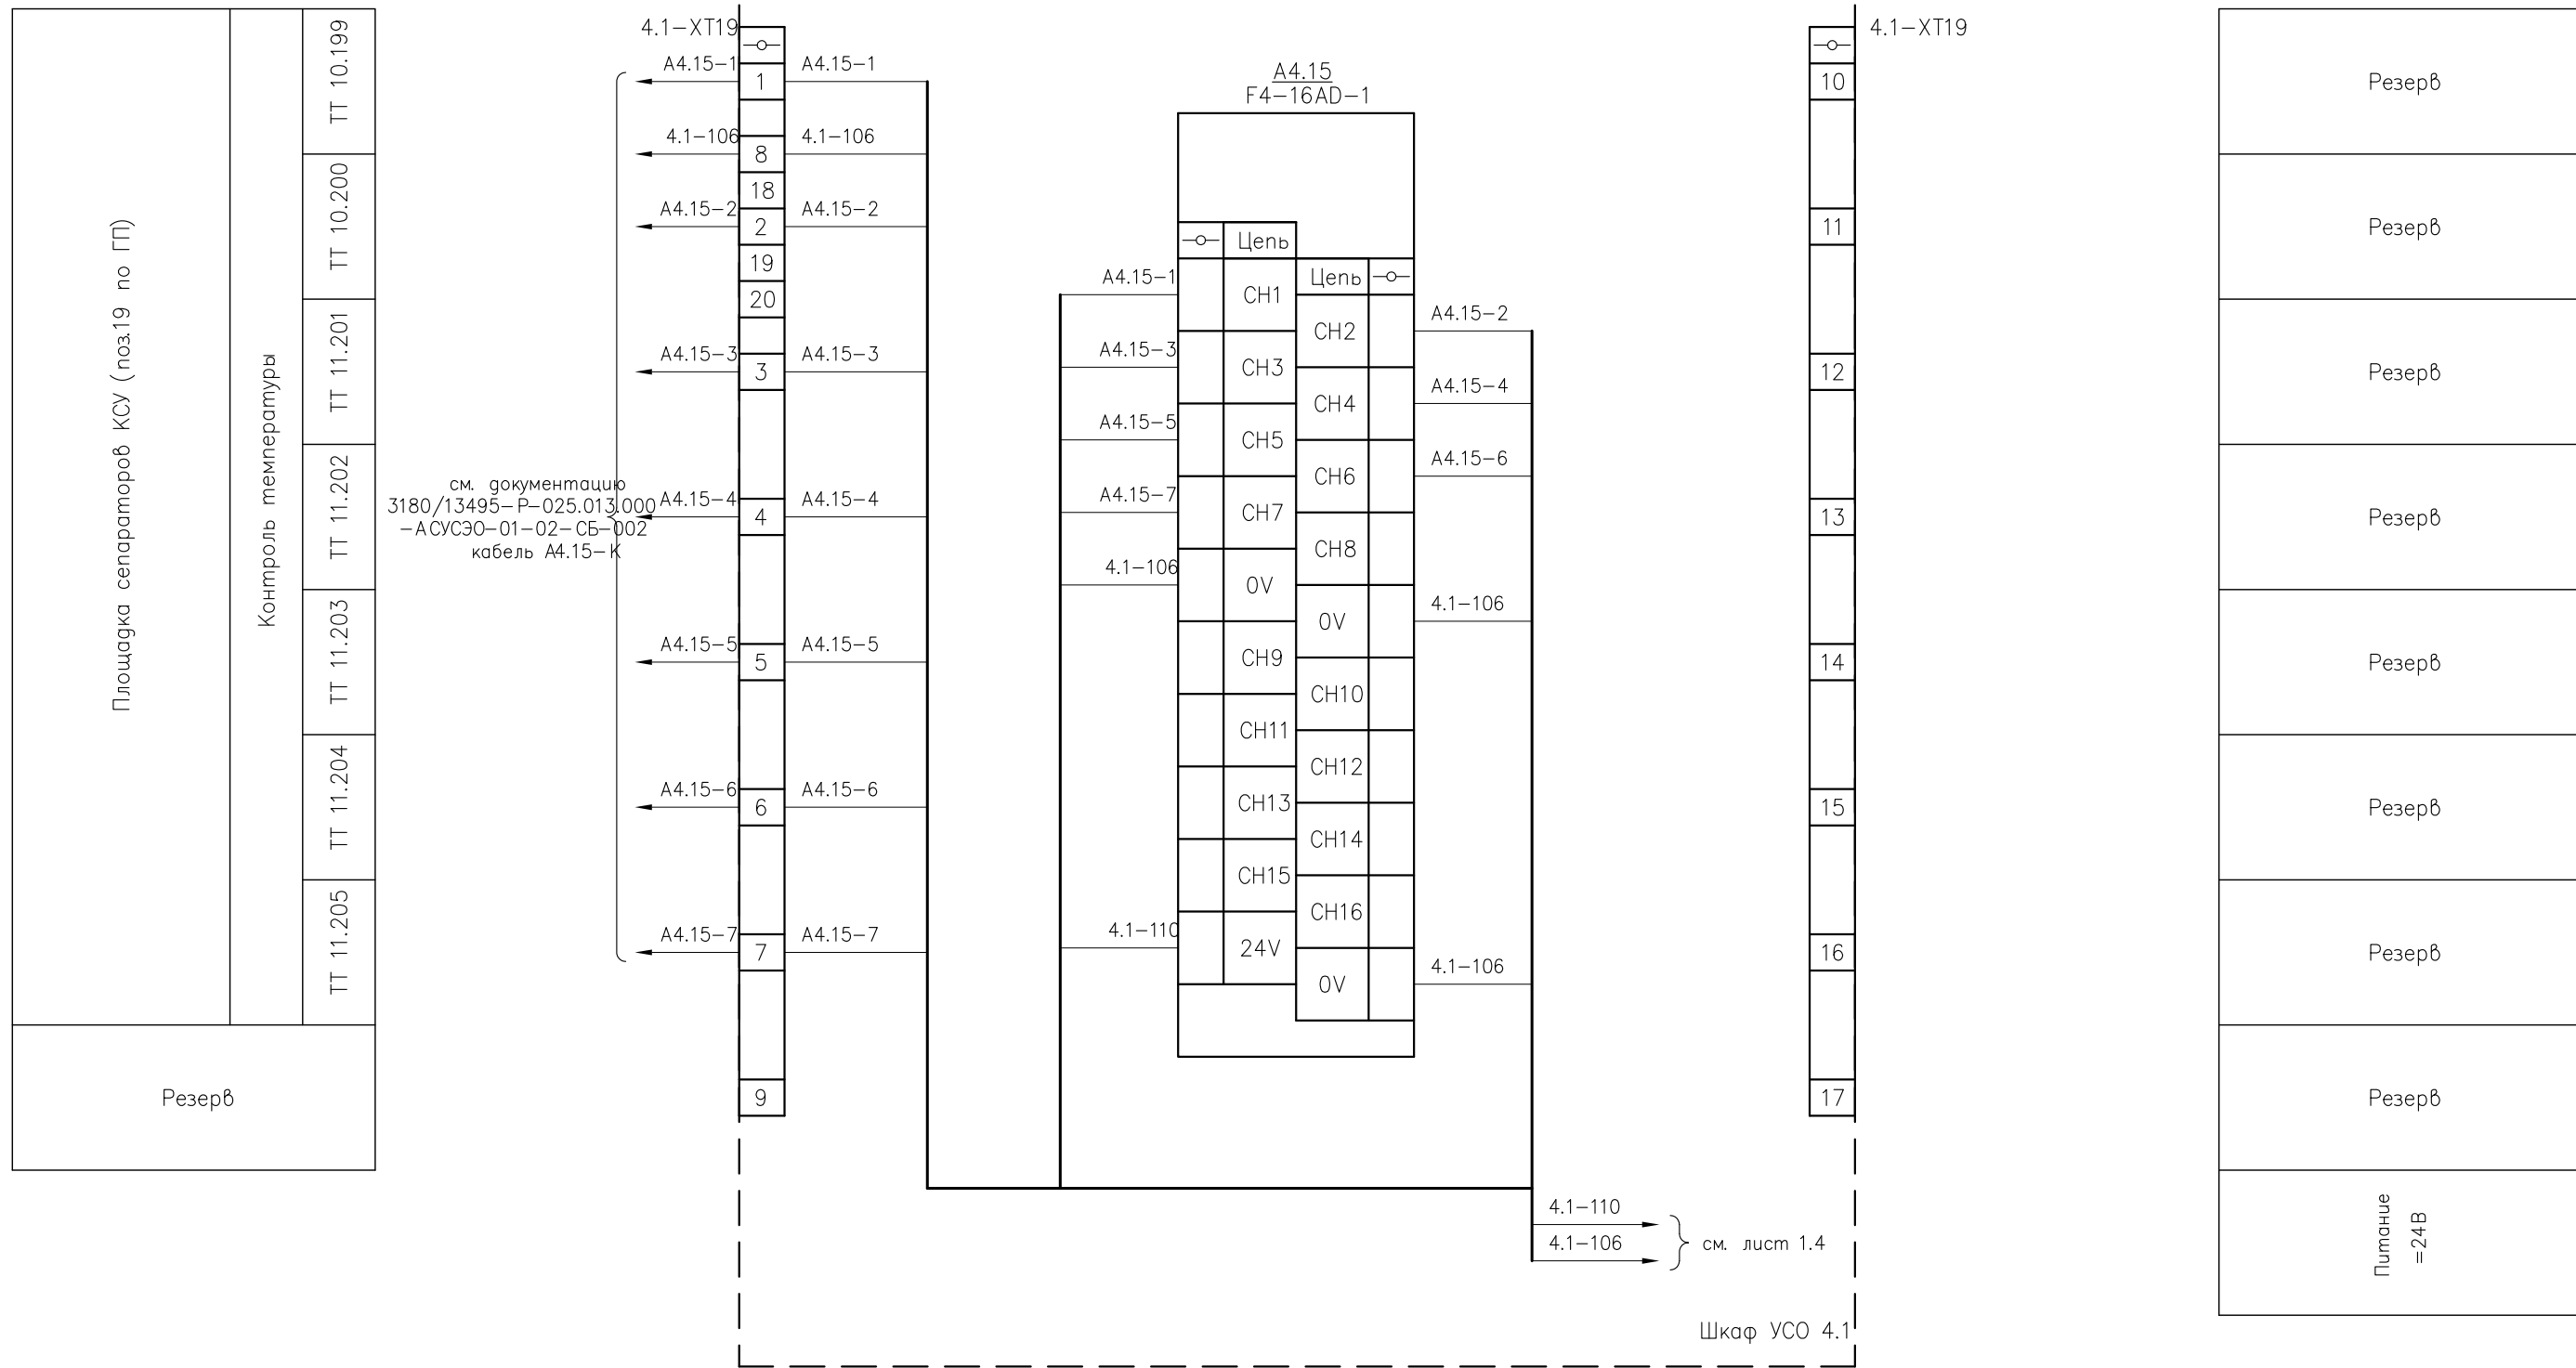 Площадка сепараторов КСУ (поз.19 по ГП)
Контроль температуры
ТТ 10.199
ТТ 10.200
ТТ 11.201
ТТ 11.202
ТТ 11.203
ТТ 11.204
ТТ 11.205
Резерв
см. документацию
3180/13495-Р-025.013.000
-АСУСЭО-01-02-СБ-002
кабель А4.15-К
4.1-XT19
А4.15-1 1 А4.15-1
4.1-106 8 4.1-106
18
А4.15-2 2 А4.15-2
19
20
А4.15-3 3 А4.15-3
А4.15-4 4 А4.15-4
А4.15-5 5 А4.15-5
А4.15-6 6 А4.15-6
А4.15-7 7 А4.15-7
9
А4.15
F4-16AD-1
Цепь
Цепь
А4.15-1 CH1
CH2 А4.15-2
А4.15-3 CH3
CH4 А4.15-4
А4.15-5 CH5
CH6 А4.15-6
А4.15-7 CH7
CH8
4.1-106 0V
0V 4.1-106
CH9
CH10
CH11
CH12
CH13
CH14
CH15
CH16
4.1-110 24V
0V 4.1-106
4.1-110
4.1-106
см. лист 1.4
Шкаф УСО 4.1
4.1-XT19
10
11
12
13
14
15
16
17
Резерв
Резерв
Резерв
Резерв
Резерв
Резерв
Резерв
Резерв
Питание
=24В